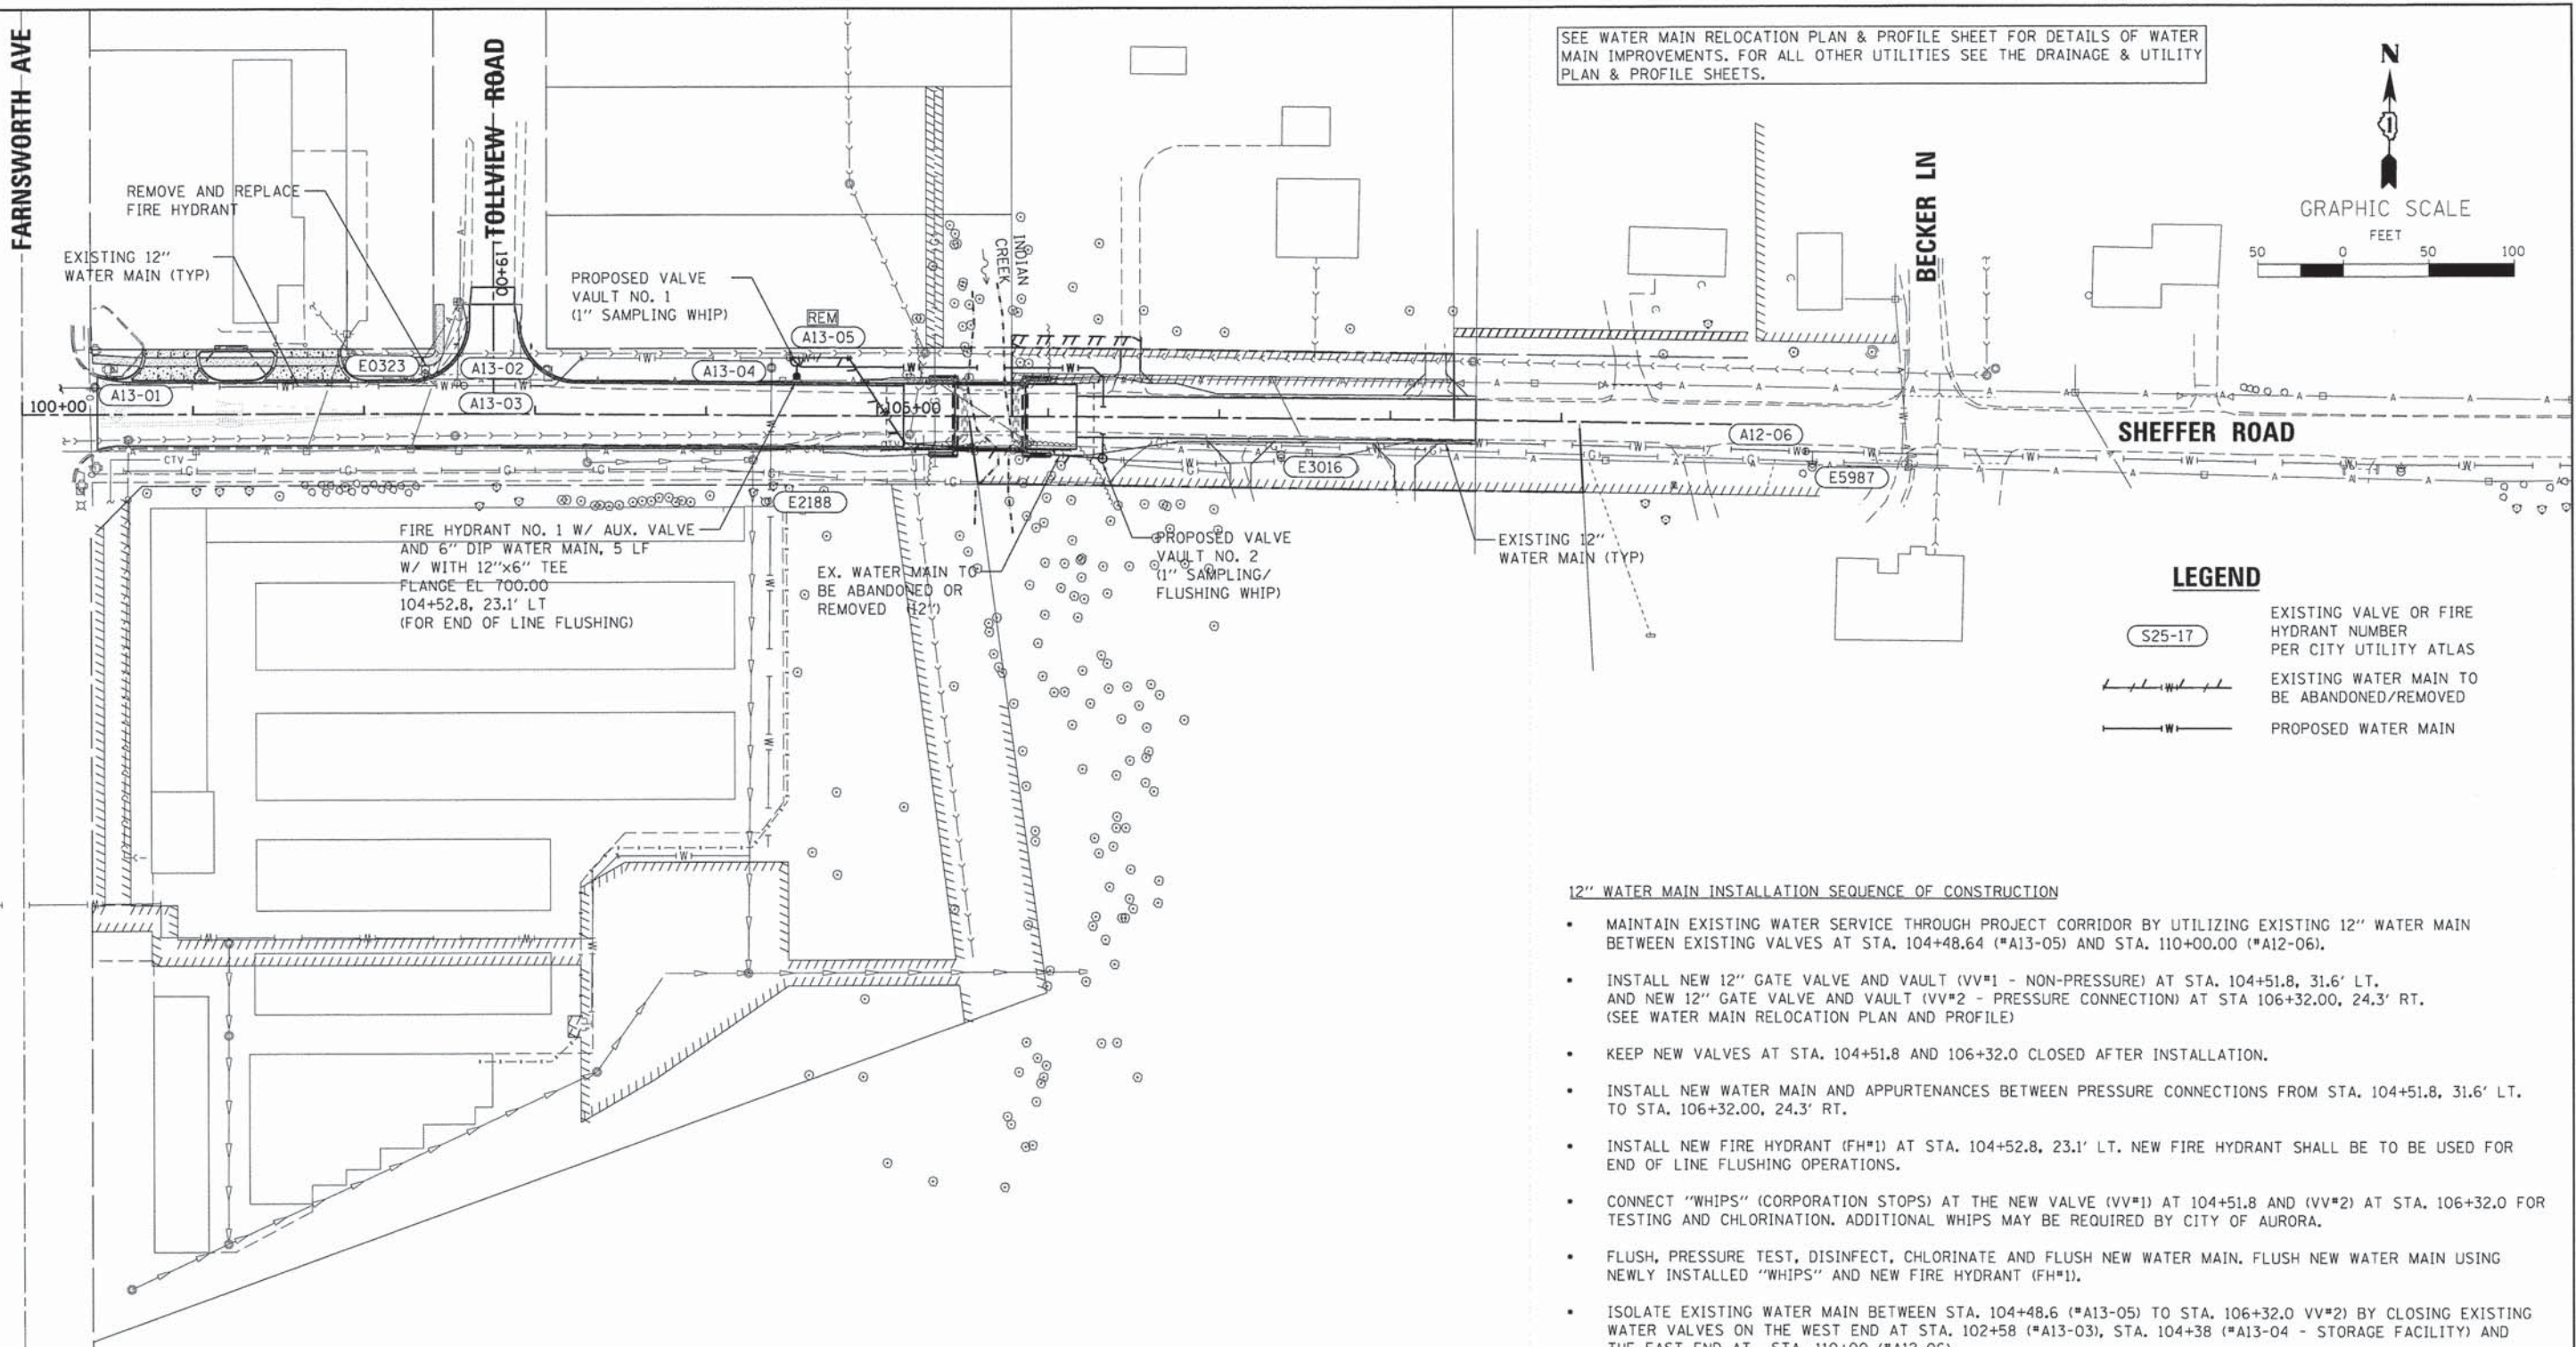 FARNSWORTH AVE
TOLLVIEW ROAD
19+00
REMOVE AND REPLACE
FIRE HYDRANT
EXISTING 12"
WATER MAIN (TYP)
PROPOSED VALVE
VAULT NO. 1
(1" SAMPLING WHIP)
REM
A13-05
INDIAN
CREEK
SEE WATER MAIN RELOCATION PLAN & PROFILE SHEET FOR DETAILS OF WATER
MAIN IMPROVEMENTS. FOR ALL OTHER UTILITIES SEE THE DRAINAGE & UTILITY
PLAN & PROFILE SHEETS.
N
GRAPHIC SCALE
FEET
50 0 50 100
BECKER LN
E0323
A13-02
A13-04
A13-01
A13-03
100+00
105+00
SHEFFER ROAD
A12-06
E3016
E5987
E2188
CTV
FIRE HYDRANT NO. 1 W/ AUX. VALVE
AND 6" DIP WATER MAIN, 5 LF
W/ WITH 12"x6" TEE
FLANGE EL 700.00
104+52.8, 23.1' LT
(FOR END OF LINE FLUSHING)
EX. WATER MAIN TO
BE ABANDONED OR
REMOVED (12")
PROPOSED VALVE
VAULT NO. 2
(1" SAMPLING/
FLUSHING WHIP)
EXISTING 12"
WATER MAIN (TYP)
LEGEND
S25-17
EXISTING VALVE OR FIRE
HYDRANT NUMBER
PER CITY UTILITY ATLAS
W
EXISTING WATER MAIN TO
BE ABANDONED/REMOVED
W
PROPOSED WATER MAIN
12" WATER MAIN INSTALLATION SEQUENCE OF CONSTRUCTION
• MAINTAIN EXISTING WATER SERVICE THROUGH PROJECT CORRIDOR BY UTILIZING EXISTING 12" WATER MAIN
BETWEEN EXISTING VALVES AT STA. 104+48.64 (#A13-05) AND STA. 110+00.00 (#A12-06).
• INSTALL NEW 12" GATE VALVE AND VAULT (VV#1 - NON-PRESSURE) AT STA. 104+51.8, 31.6' LT.
AND NEW 12" GATE VALVE AND VAULT (VV#2 - PRESSURE CONNECTION) AT STA 106+32.00, 24.3' RT.
(SEE WATER MAIN RELOCATION PLAN AND PROFILE)
• KEEP NEW VALVES AT STA. 104+51.8 AND 106+32.0 CLOSED AFTER INSTALLATION.
• INSTALL NEW WATER MAIN AND APPURTENANCES BETWEEN PRESSURE CONNECTIONS FROM STA. 104+51.8, 31.6' LT.
TO STA. 106+32.00, 24.3' RT.
• INSTALL NEW FIRE HYDRANT (FH#1) AT STA. 104+52.8, 23.1' LT. NEW FIRE HYDRANT SHALL BE TO BE USED FOR
END OF LINE FLUSHING OPERATIONS.
• CONNECT "WHIPS" (CORPORATION STOPS) AT THE NEW VALVE (VV#1) AT 104+51.8 AND (VV#2) AT STA. 106+32.0 FOR
TESTING AND CHLORINATION. ADDITIONAL WHIPS MAY BE REQUIRED BY CITY OF AURORA.
• FLUSH, PRESSURE TEST, DISINFECT, CHLORINATE AND FLUSH NEW WATER MAIN. FLUSH NEW WATER MAIN USING
NEWLY INSTALLED "WHIPS" AND NEW FIRE HYDRANT (FH#1).
• ISOLATE EXISTING WATER MAIN BETWEEN STA. 104+48.6 (#A13-05) TO STA. 106+32.0 VV#2) BY CLOSING EXISTING
WATER VALVES ON THE WEST END AT STA. 102+58 (#A13-03), STA. 104+38 (#A13-04 - STORAGE FACILITY) AND
THE EAST END AT STA. 110+00 (#A12-06)